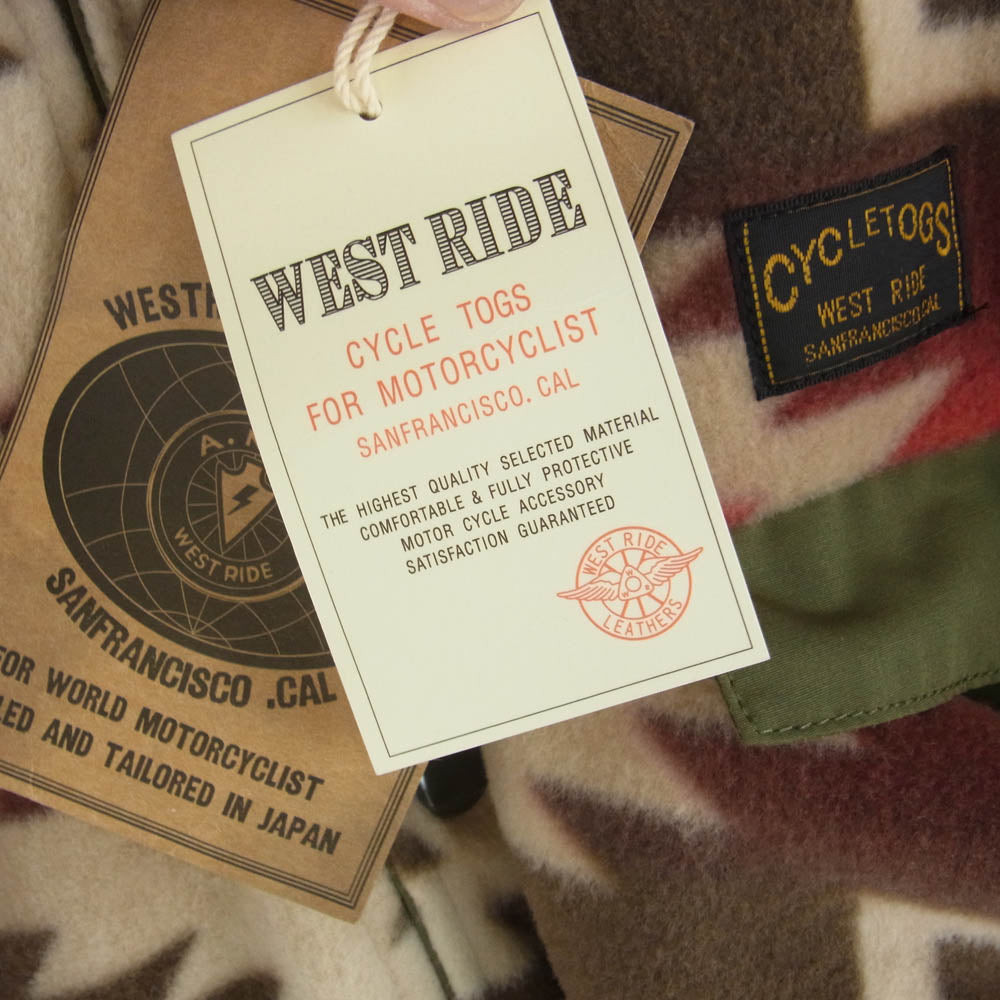 WEST RIDE
CYCLE TOGS
FOR MOTORCYCLIST
SANFRANCISCO. CAL
THE HIGHEST QUALITY SELECTED MATERIAL
COMFORTABLE & FULLY PROTECTIVE
MOTOR CYCLE ACCESSORY
SATISFACTION GUARANTEED
WEST RIDE
LEATHERS
CYCLETOGS
WEST RIDE
SANFRANCISCO.CAL
WEST RIDE
SANFRANCISCO .CAL
FOR WORLD MOTORCYCLIST
AND TAILORED IN JAPAN